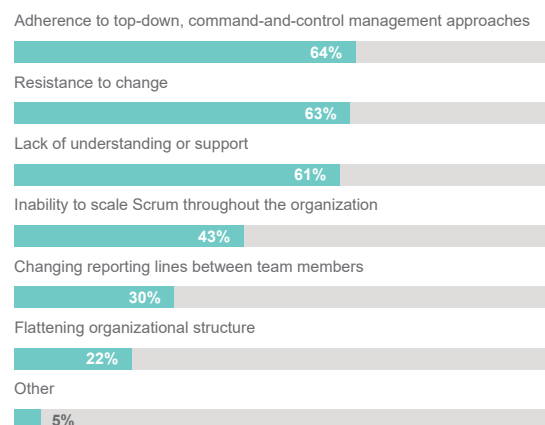 Adherence to top-down, command-and-control management approaches
64%
Resistance to change
63%
Lack of understanding or support
61%
Inability to scale Scrum throughout the organization
43%
Changing reporting lines between team members
30%
Flattening organizational structure
22%
Other
5%